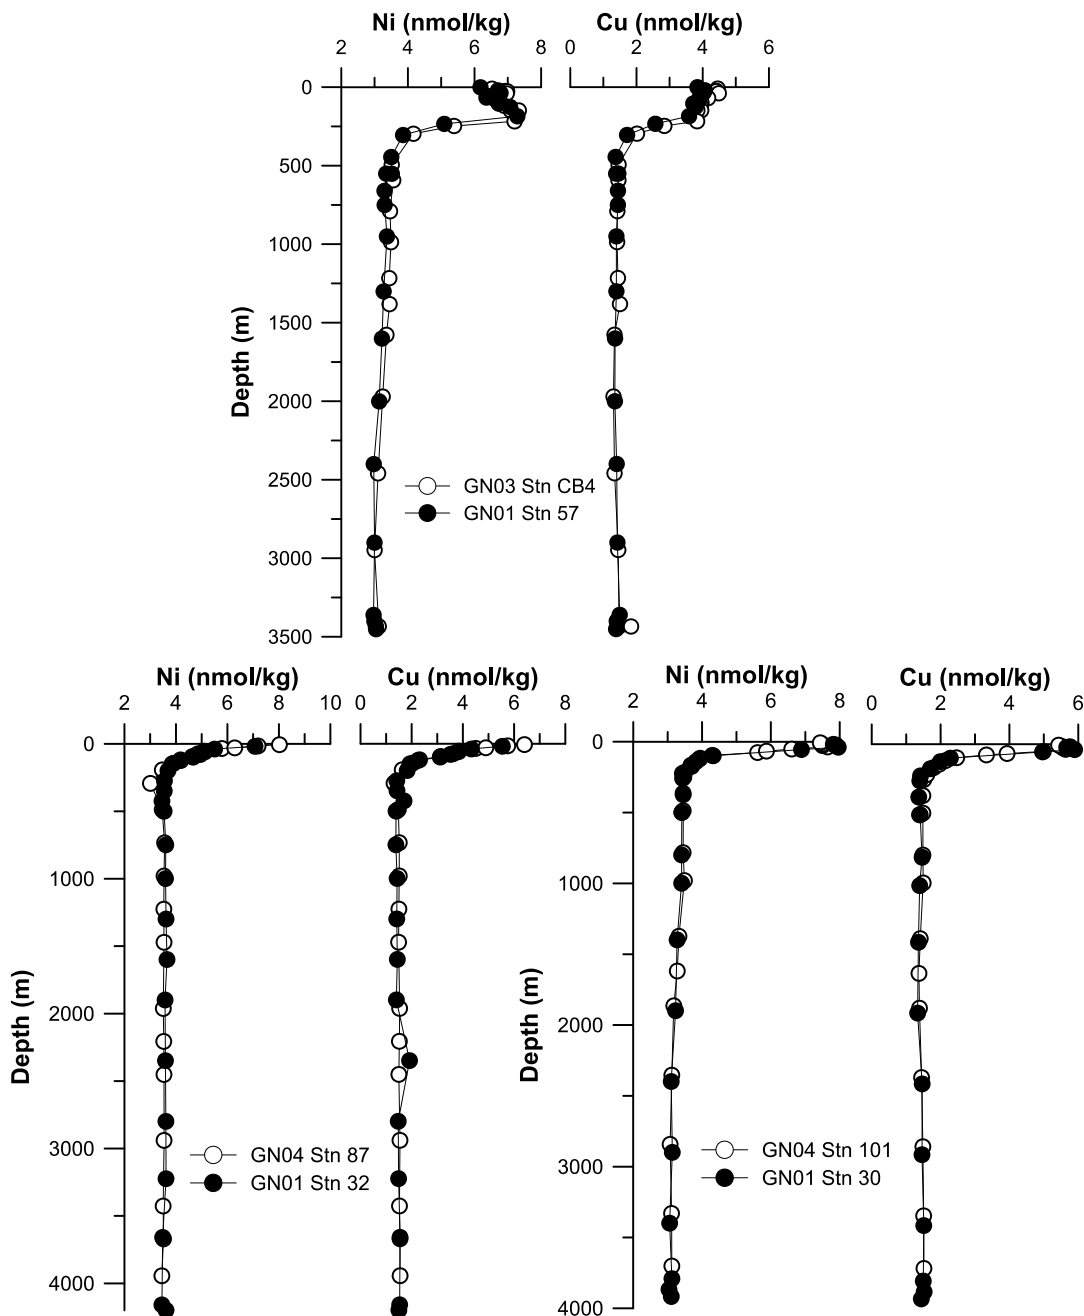 Ni (nmol/kg) Cu (nmol/kg)
2 4 6 8 0 2 4 6
0
500
1000
1500
2000
2500
3000
3500
Depth (m)
GN03 Stn CB4
GN01 Stn 57
Ni (nmol/kg) Cu (nmol/kg)
2 4 6 8 10 0 2 4 6 8
0
1000
2000
3000
4000
Depth (m)
GN04 Stn 87
GN01 Stn 32
Ni (nmol/kg) Cu (nmol/kg)
2 4 6 8 0 2 4 6
0
1000
2000
3000
4000
Depth (m)
GN04 Stn 101
GN01 Stn 30